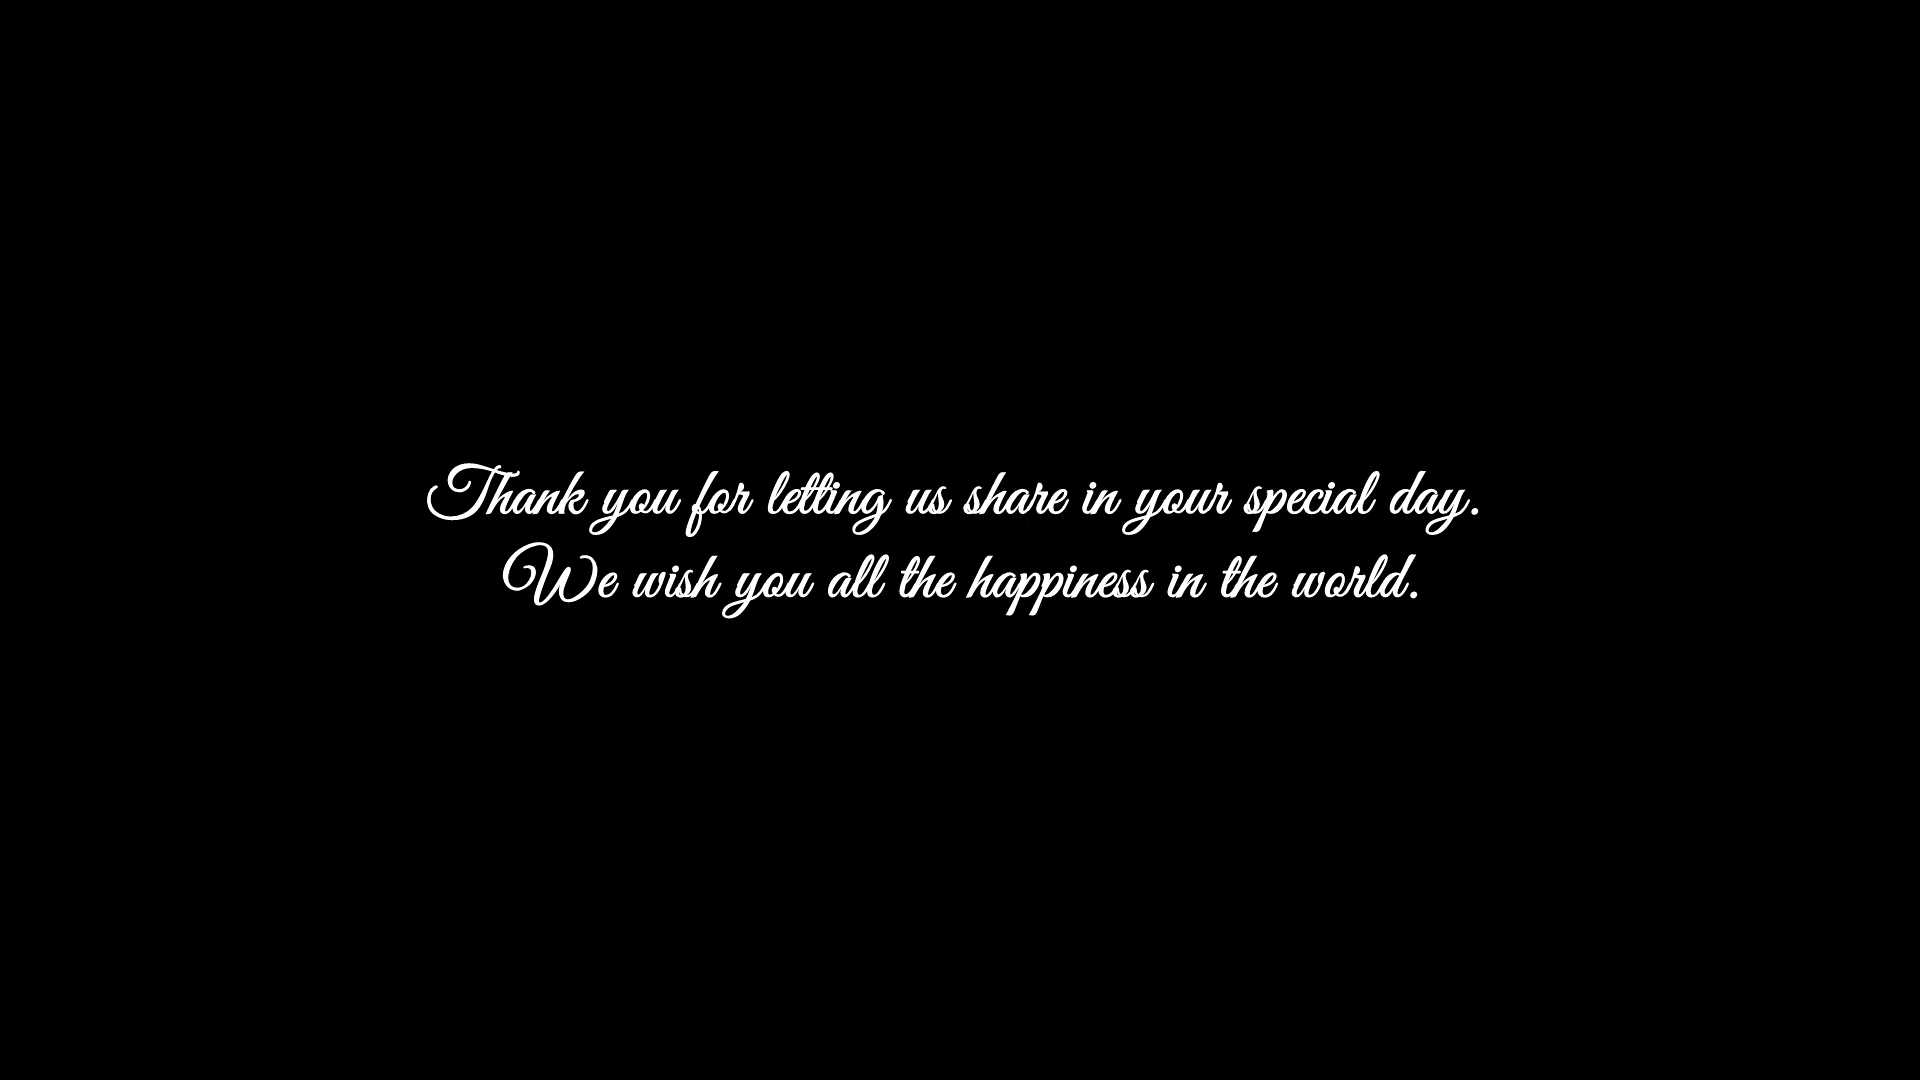 Thank you for letting us share in your special day.
We wish you all the happiness in the world.